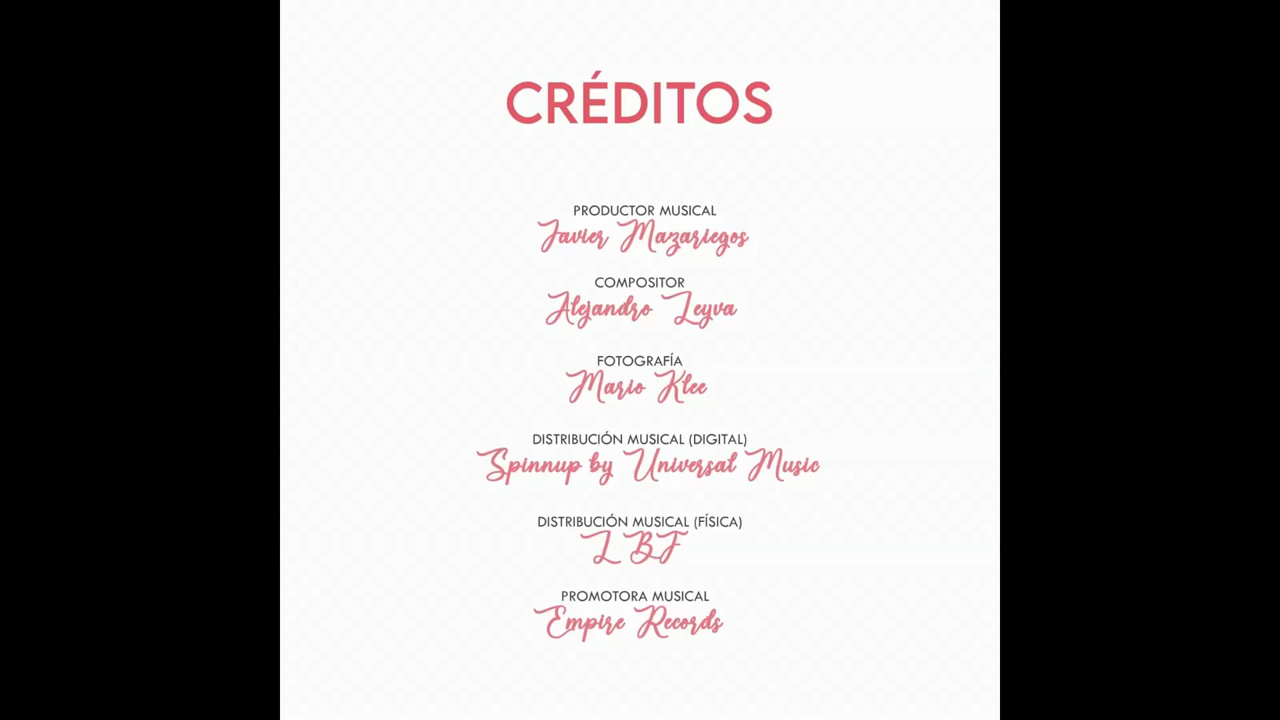 CRÉDITOS
PRODUCTOR MUSICAL
Javier Mazariegos
COMPOSITOR
Alejandro Leyva
FOTOGRAFÍA
Mario Klee
DISTRIBUCIÓN MUSICAL (DIGITAL)
Spinnup by Universal Music
DISTRIBUCIÓN MUSICAL (FÍSICA)
L BF
PROMOTORA MUSICAL
Empire Records